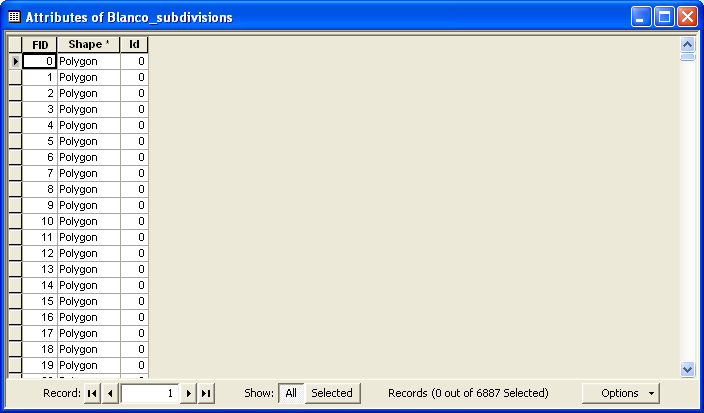 Attributes of Blanco_subdivisions
FID Shape * Id
0 Polygon 0
1 Polygon 0
2 Polygon 0
3 Polygon 0
4 Polygon 0
5 Polygon 0
6 Polygon 0
7 Polygon 0
8 Polygon 0
9 Polygon 0
10 Polygon 0
11 Polygon 0
12 Polygon 0
13 Polygon 0
14 Polygon 0
15 Polygon 0
16 Polygon 0
17 Polygon 0
18 Polygon 0
19 Polygon 0
Record: 1 Show: All Selected Records (0 out of 6887 Selected) Options